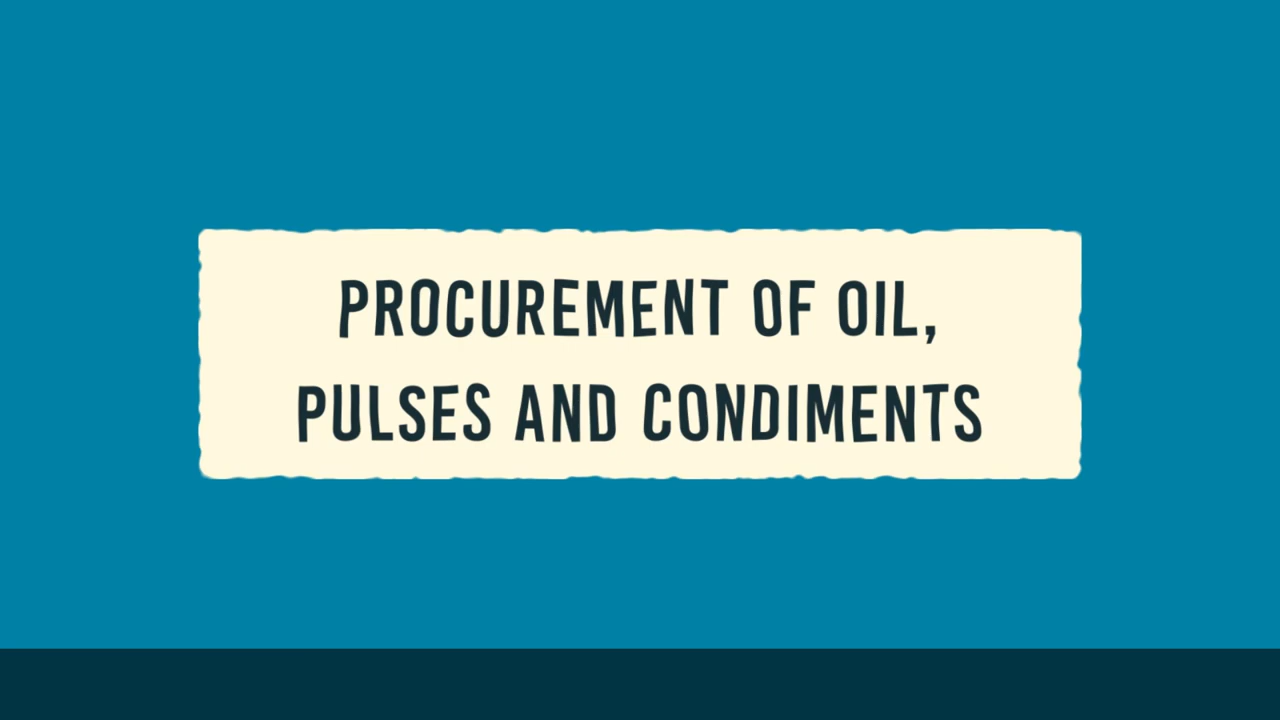 PROCUREMENT OF OIL,
PULSES AND CONDIMENTS